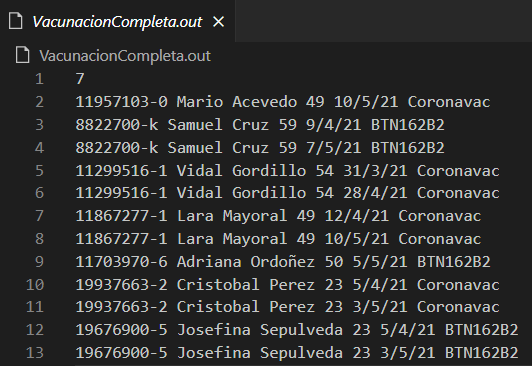 VacunacionCompleta.out ×
VacunacionCompleta.out
1 7
2 11957103-0 Mario Acevedo 49 10/5/21 Coronavac
3 8822700-k Samuel Cruz 59 9/4/21 BTN162B2
4 8822700-k Samuel Cruz 59 7/5/21 BTN162B2
5 11299516-1 Vidal Gordillo 54 31/3/21 Coronavac
6 11299516-1 Vidal Gordillo 54 28/4/21 Coronavac
7 11867277-1 Lara Mayoral 49 12/4/21 Coronavac
8 11867277-1 Lara Mayoral 49 10/5/21 Coronavac
9 11703970-6 Adriana Ordoñez 50 5/5/21 BTN162B2
10 19937663-2 Cristobal Perez 23 5/4/21 Coronavac
11 19937663-2 Cristobal Perez 23 3/5/21 Coronavac
12 19676900-5 Josefina Sepulveda 23 5/4/21 BTN162B2
13 19676900-5 Josefina Sepulveda 23 3/5/21 BTN162B2